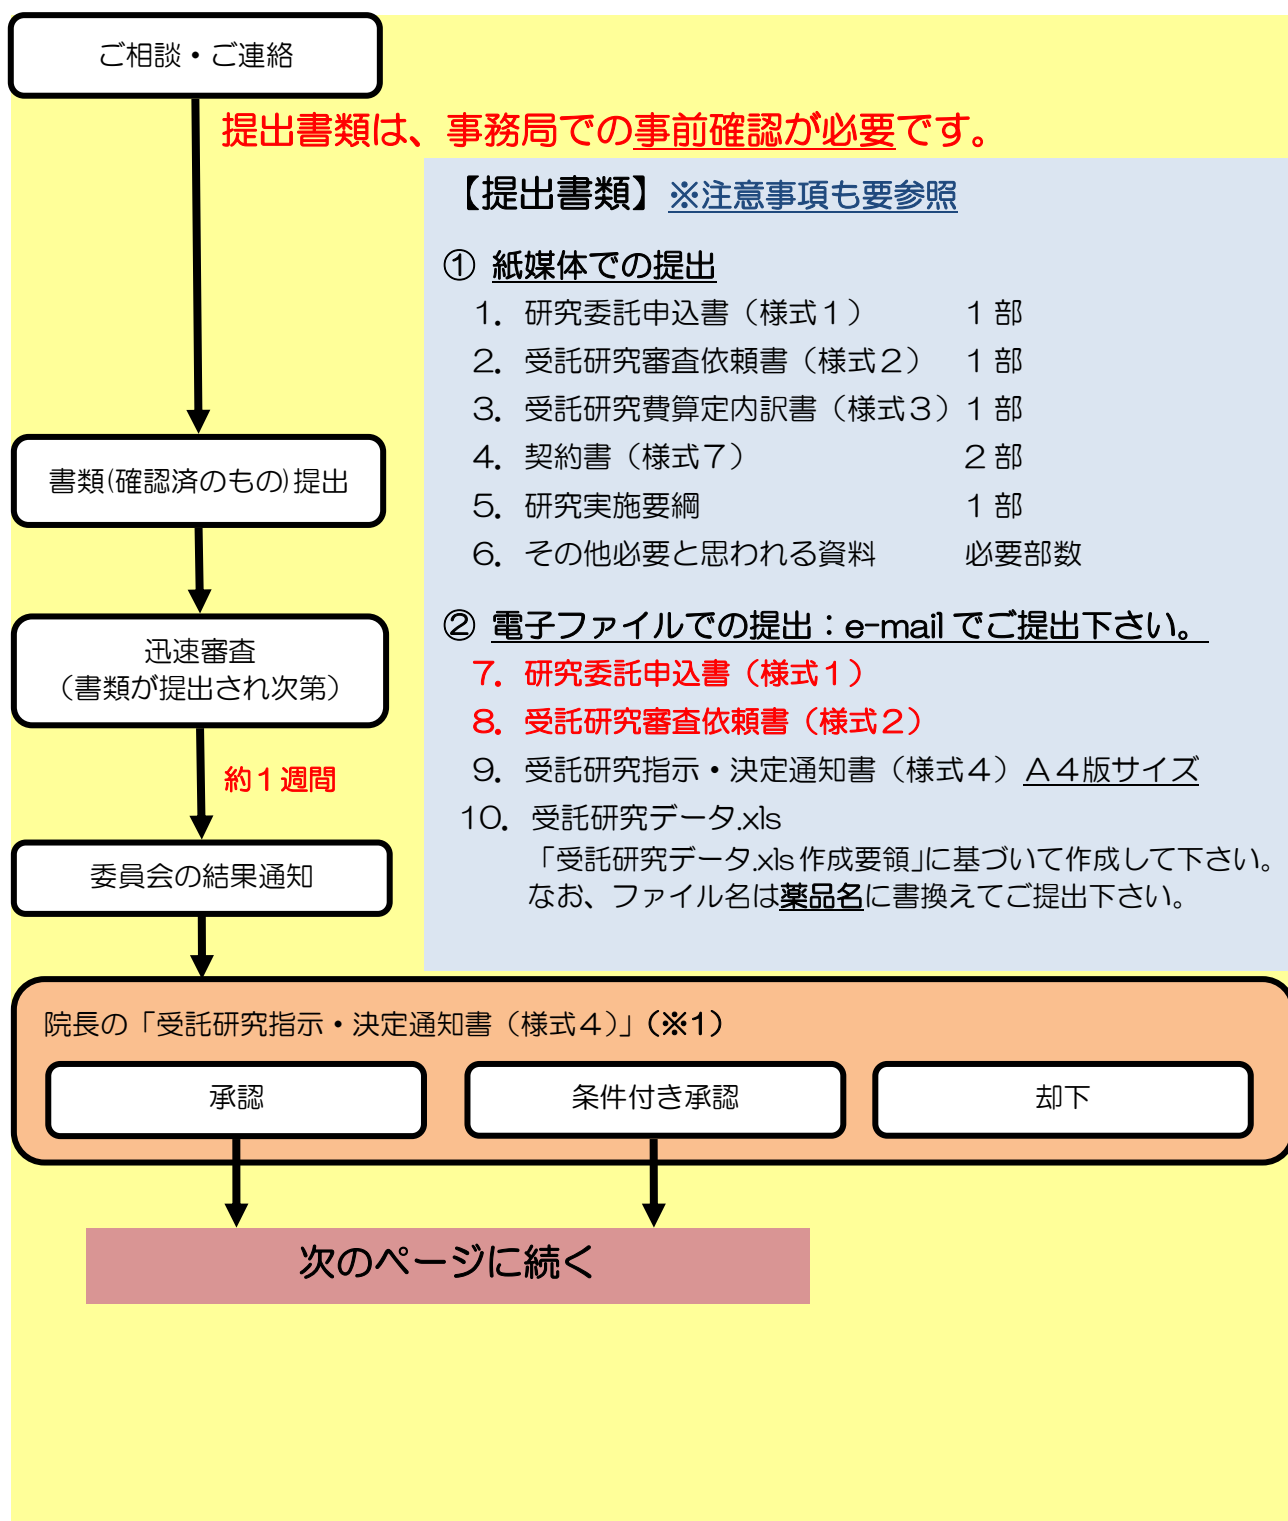 ご相談・ご連絡
提出書類は、事務局での事前確認が必要です。
【提出書類】※注意事項も要参照
① 紙媒体での提出
1．研究委託申込書（様式１） 1 部
2．受託研究審査依頼書（様式２） 1 部
3．受託研究費算定内訳書（様式３）1 部
4．契約書（様式７） 2 部
5．研究実施要綱 1 部
6．その他必要と思われる資料 必要部数
② 電子ファイルでの提出：e-mail でご提出下さい。
7．研究委託申込書（様式１）
8．受託研究審査依頼書（様式２）
9．受託研究指示・決定通知書（様式４）Ａ４版サイズ
10．受託研究データ.xls
「受託研究データ.xls 作成要領」に基づいて作成して下さい。
なお、ファイル名は薬品名に書換えてご提出下さい。
書類(確認済のもの)提出
迅速審査
（書類が提出され次第）
約１週間
委員会の結果通知
院長の「受託研究指示・決定通知書（様式４）」（※1）
承認
条件付き承認
却下
次のページに続く